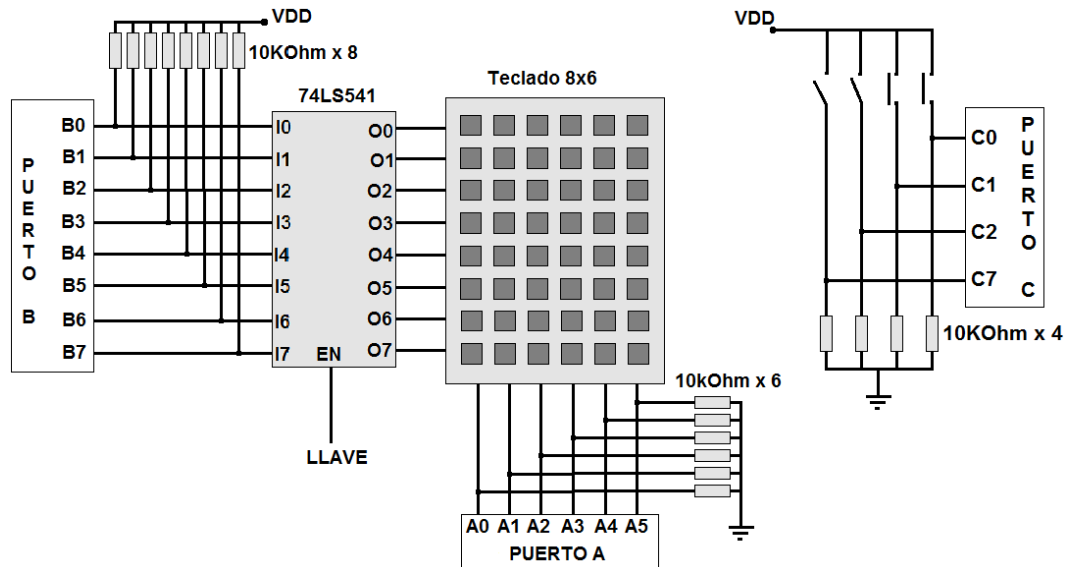 VDD
10KOhm x 8
74LS541
Teclado 8x6
PUERTO B
B0
B1
B2
B3
B4
B5
B6
B7
I0
I1
I2
I3
I4
I5
I6
I7
EN
O0
O1
O2
O3
O4
O5
O6
O7
LLAVE
10kOhm x 6
A0 A1 A2 A3 A4 A5
PUERTO A
VDD
C0
C1
C2
C7
PUERTO C
10KOhm x 4